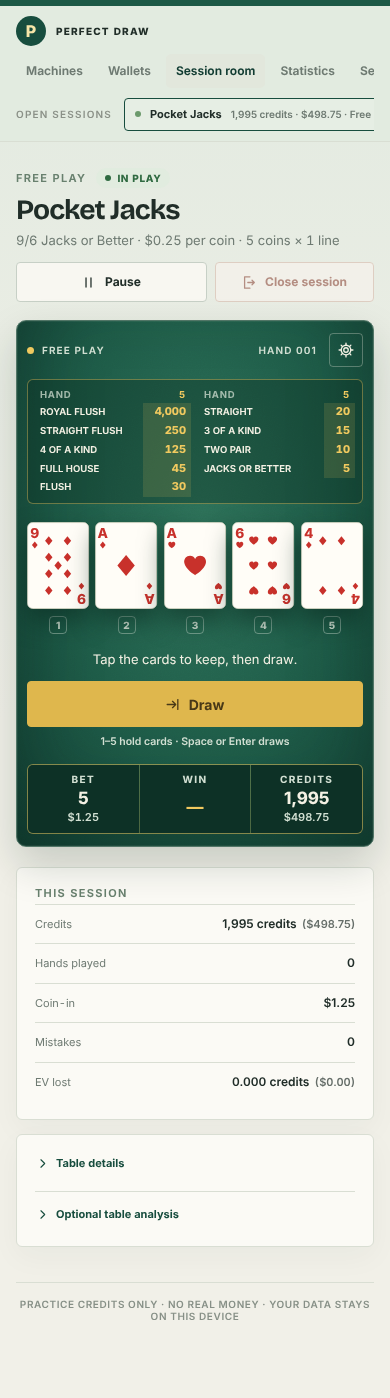 P PERFECT DRAW
Machines Wallets Session room Statistics Se
OPEN SESSIONS Pocket Jacks 1,995 credits · $498.75 · Free
FREE PLAY IN PLAY
Pocket Jacks
9/6 Jacks or Better · $0.25 per coin · 5 coins × 1 line
Pause Close session
FREE PLAY HAND 001
HAND 5 HAND 5
ROYAL FLUSH 4,000 STRAIGHT 20
STRAIGHT FLUSH 250 3 OF A KIND 15
4 OF A KIND 125 TWO PAIR 10
FULL HOUSE 45 JACKS OR BETTER 5
FLUSH 30
9 A A 6 4
9 A A 6 4
1 2 3 4 5
Tap the cards to keep, then draw.
Draw
1–5 hold cards · Space or Enter draws
BET WIN CREDITS
5 — 1,995
$1.25 $498.75
THIS SESSION
Credits 1,995 credits ($498.75)
Hands played 0
Coin-in $1.25
Mistakes 0
EV lost 0.000 credits ($0.00)
Table details
Optional table analysis
PRACTICE CREDITS ONLY · NO REAL MONEY · YOUR DATA STAYS
ON THIS DEVICE